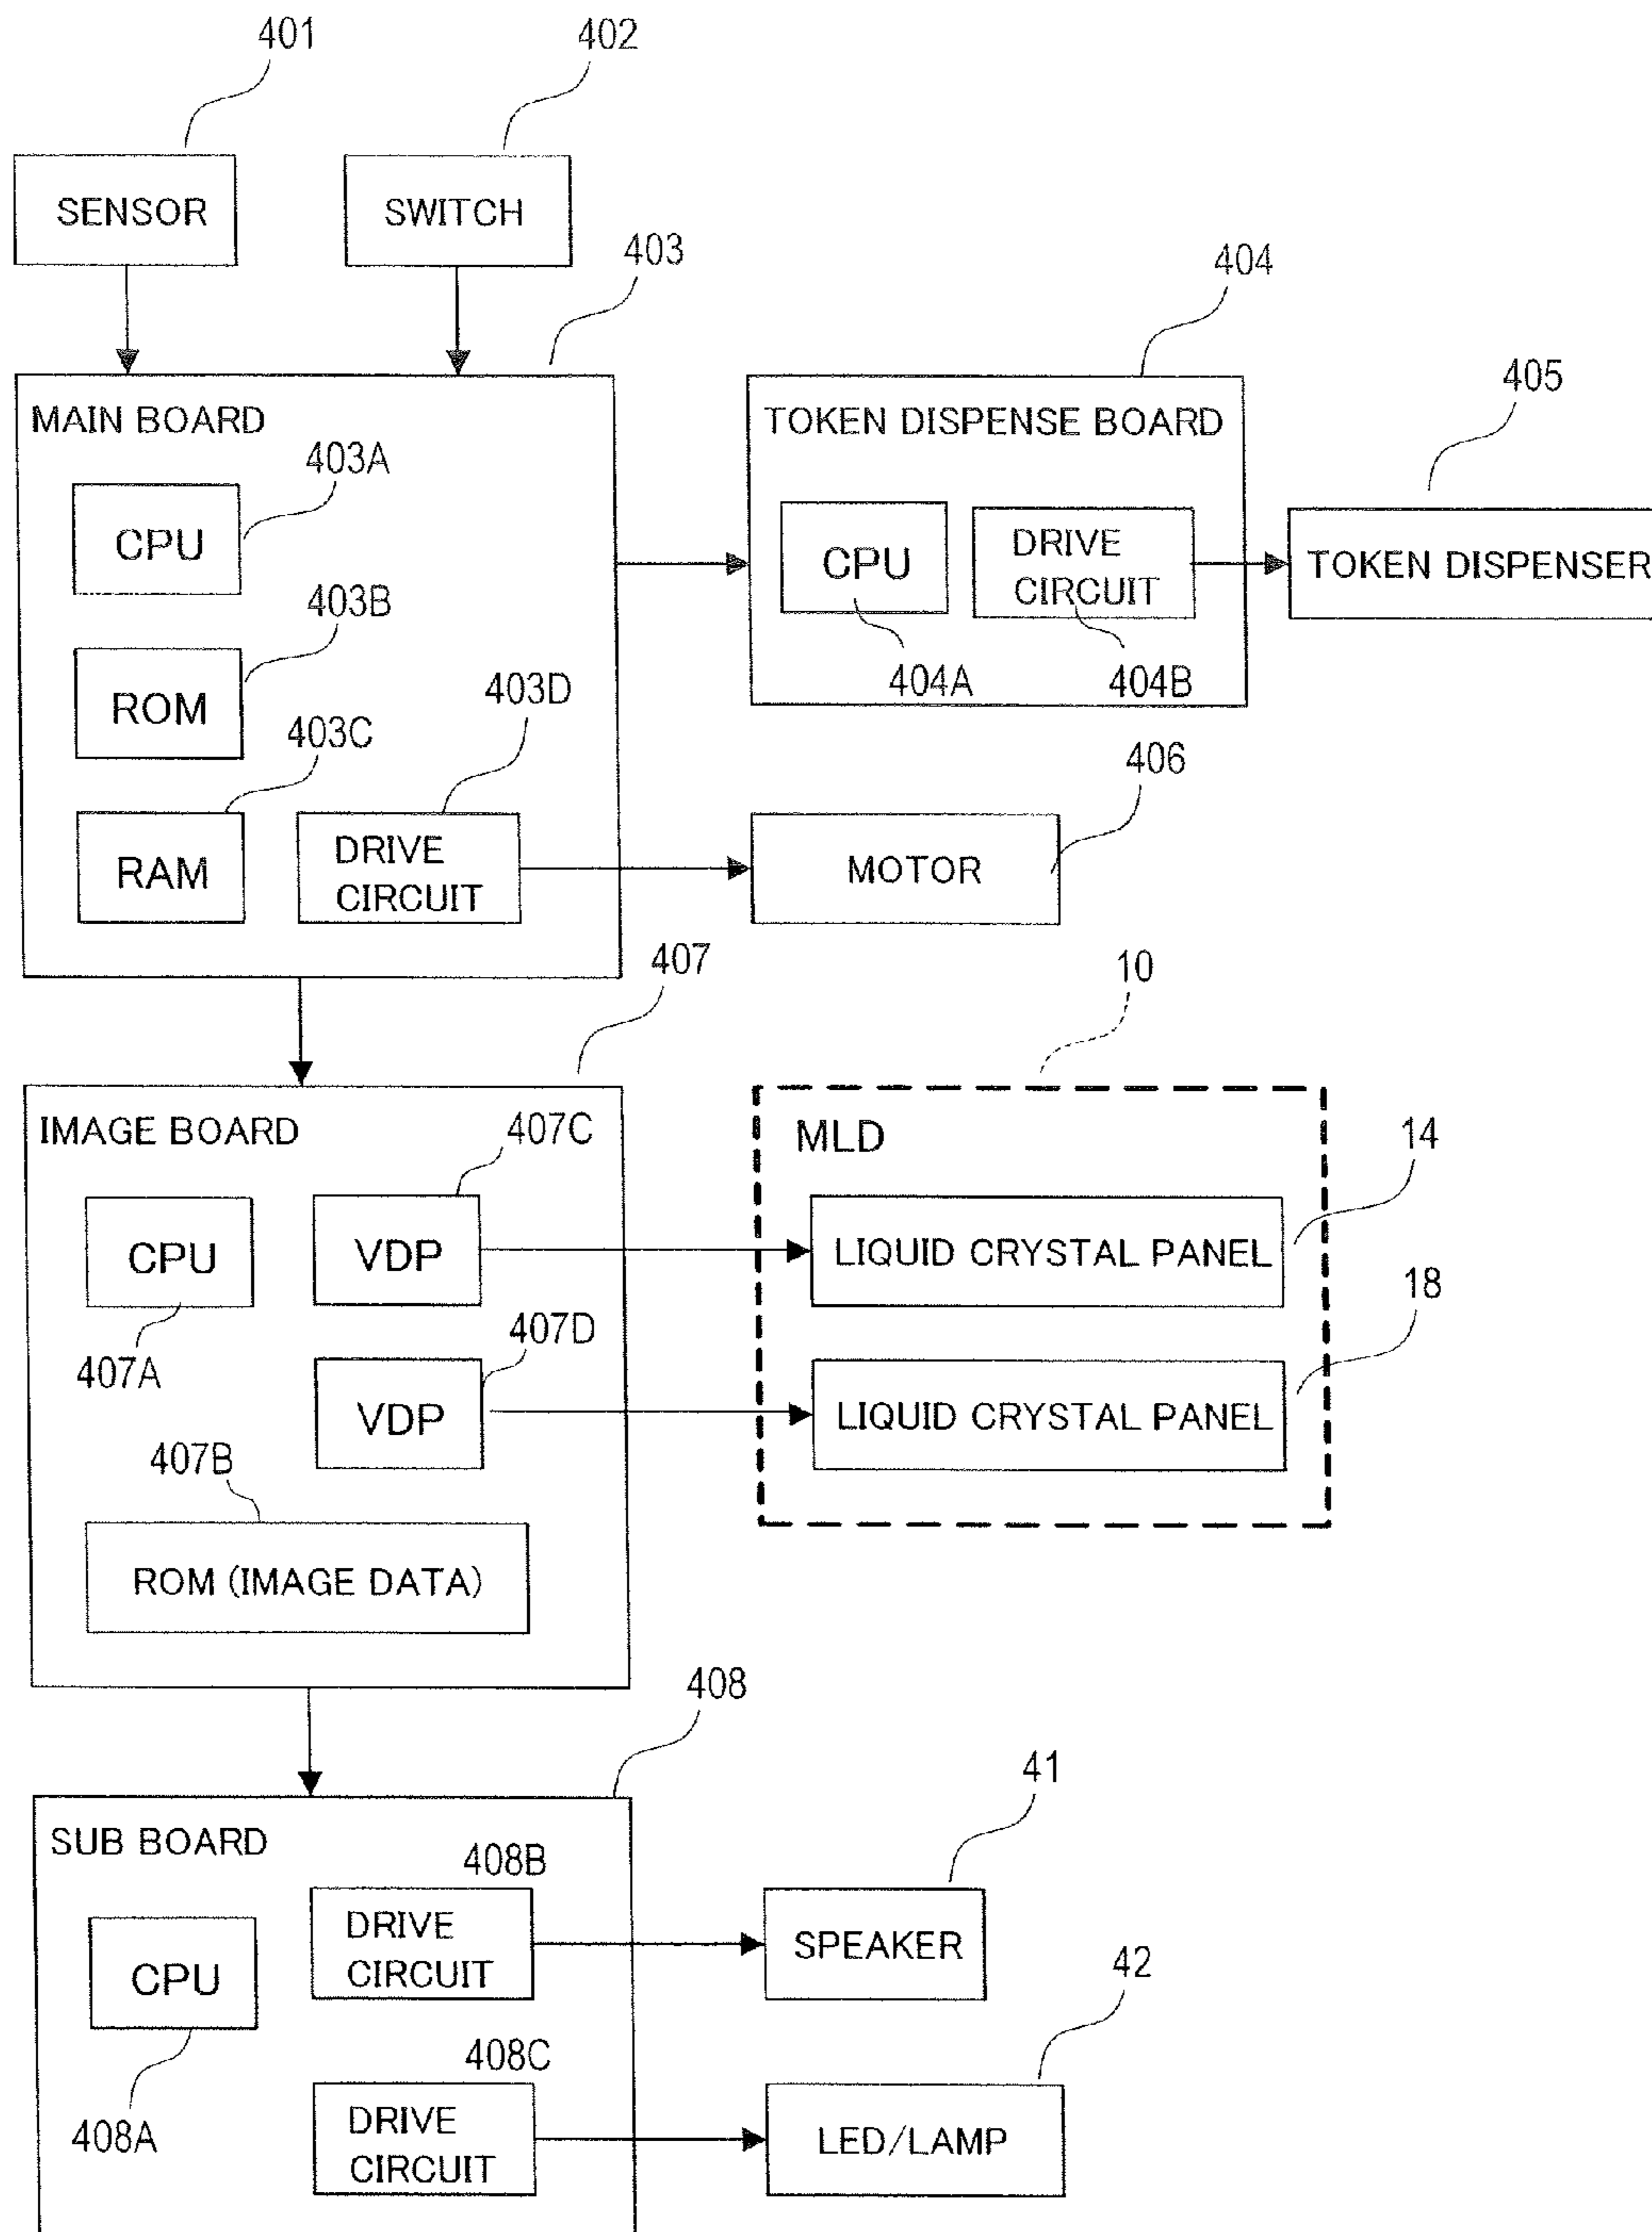 401
402
SENSOR
SWITCH
403
404
405
MAIN BOARD
TOKEN DISPENSE BOARD
403A
CPU
CPU
DRIVE
CIRCUIT
TOKEN DISPENSER
403B
404A
404B
ROM
403D
403C
406
RAM
DRIVE
CIRCUIT
MOTOR
407
10
IMAGE BOARD
407C
MLD
14
CPU
VDP
LIQUID CRYSTAL PANEL
18
407A
407D
VDP
LIQUID CRYSTAL PANEL
407B
ROM (IMAGE DATA)
408
41
SUB BOARD
408B
DRIVE
CIRCUIT
SPEAKER
CPU
42
408C
408A
DRIVE
CIRCUIT
LED/LAMP